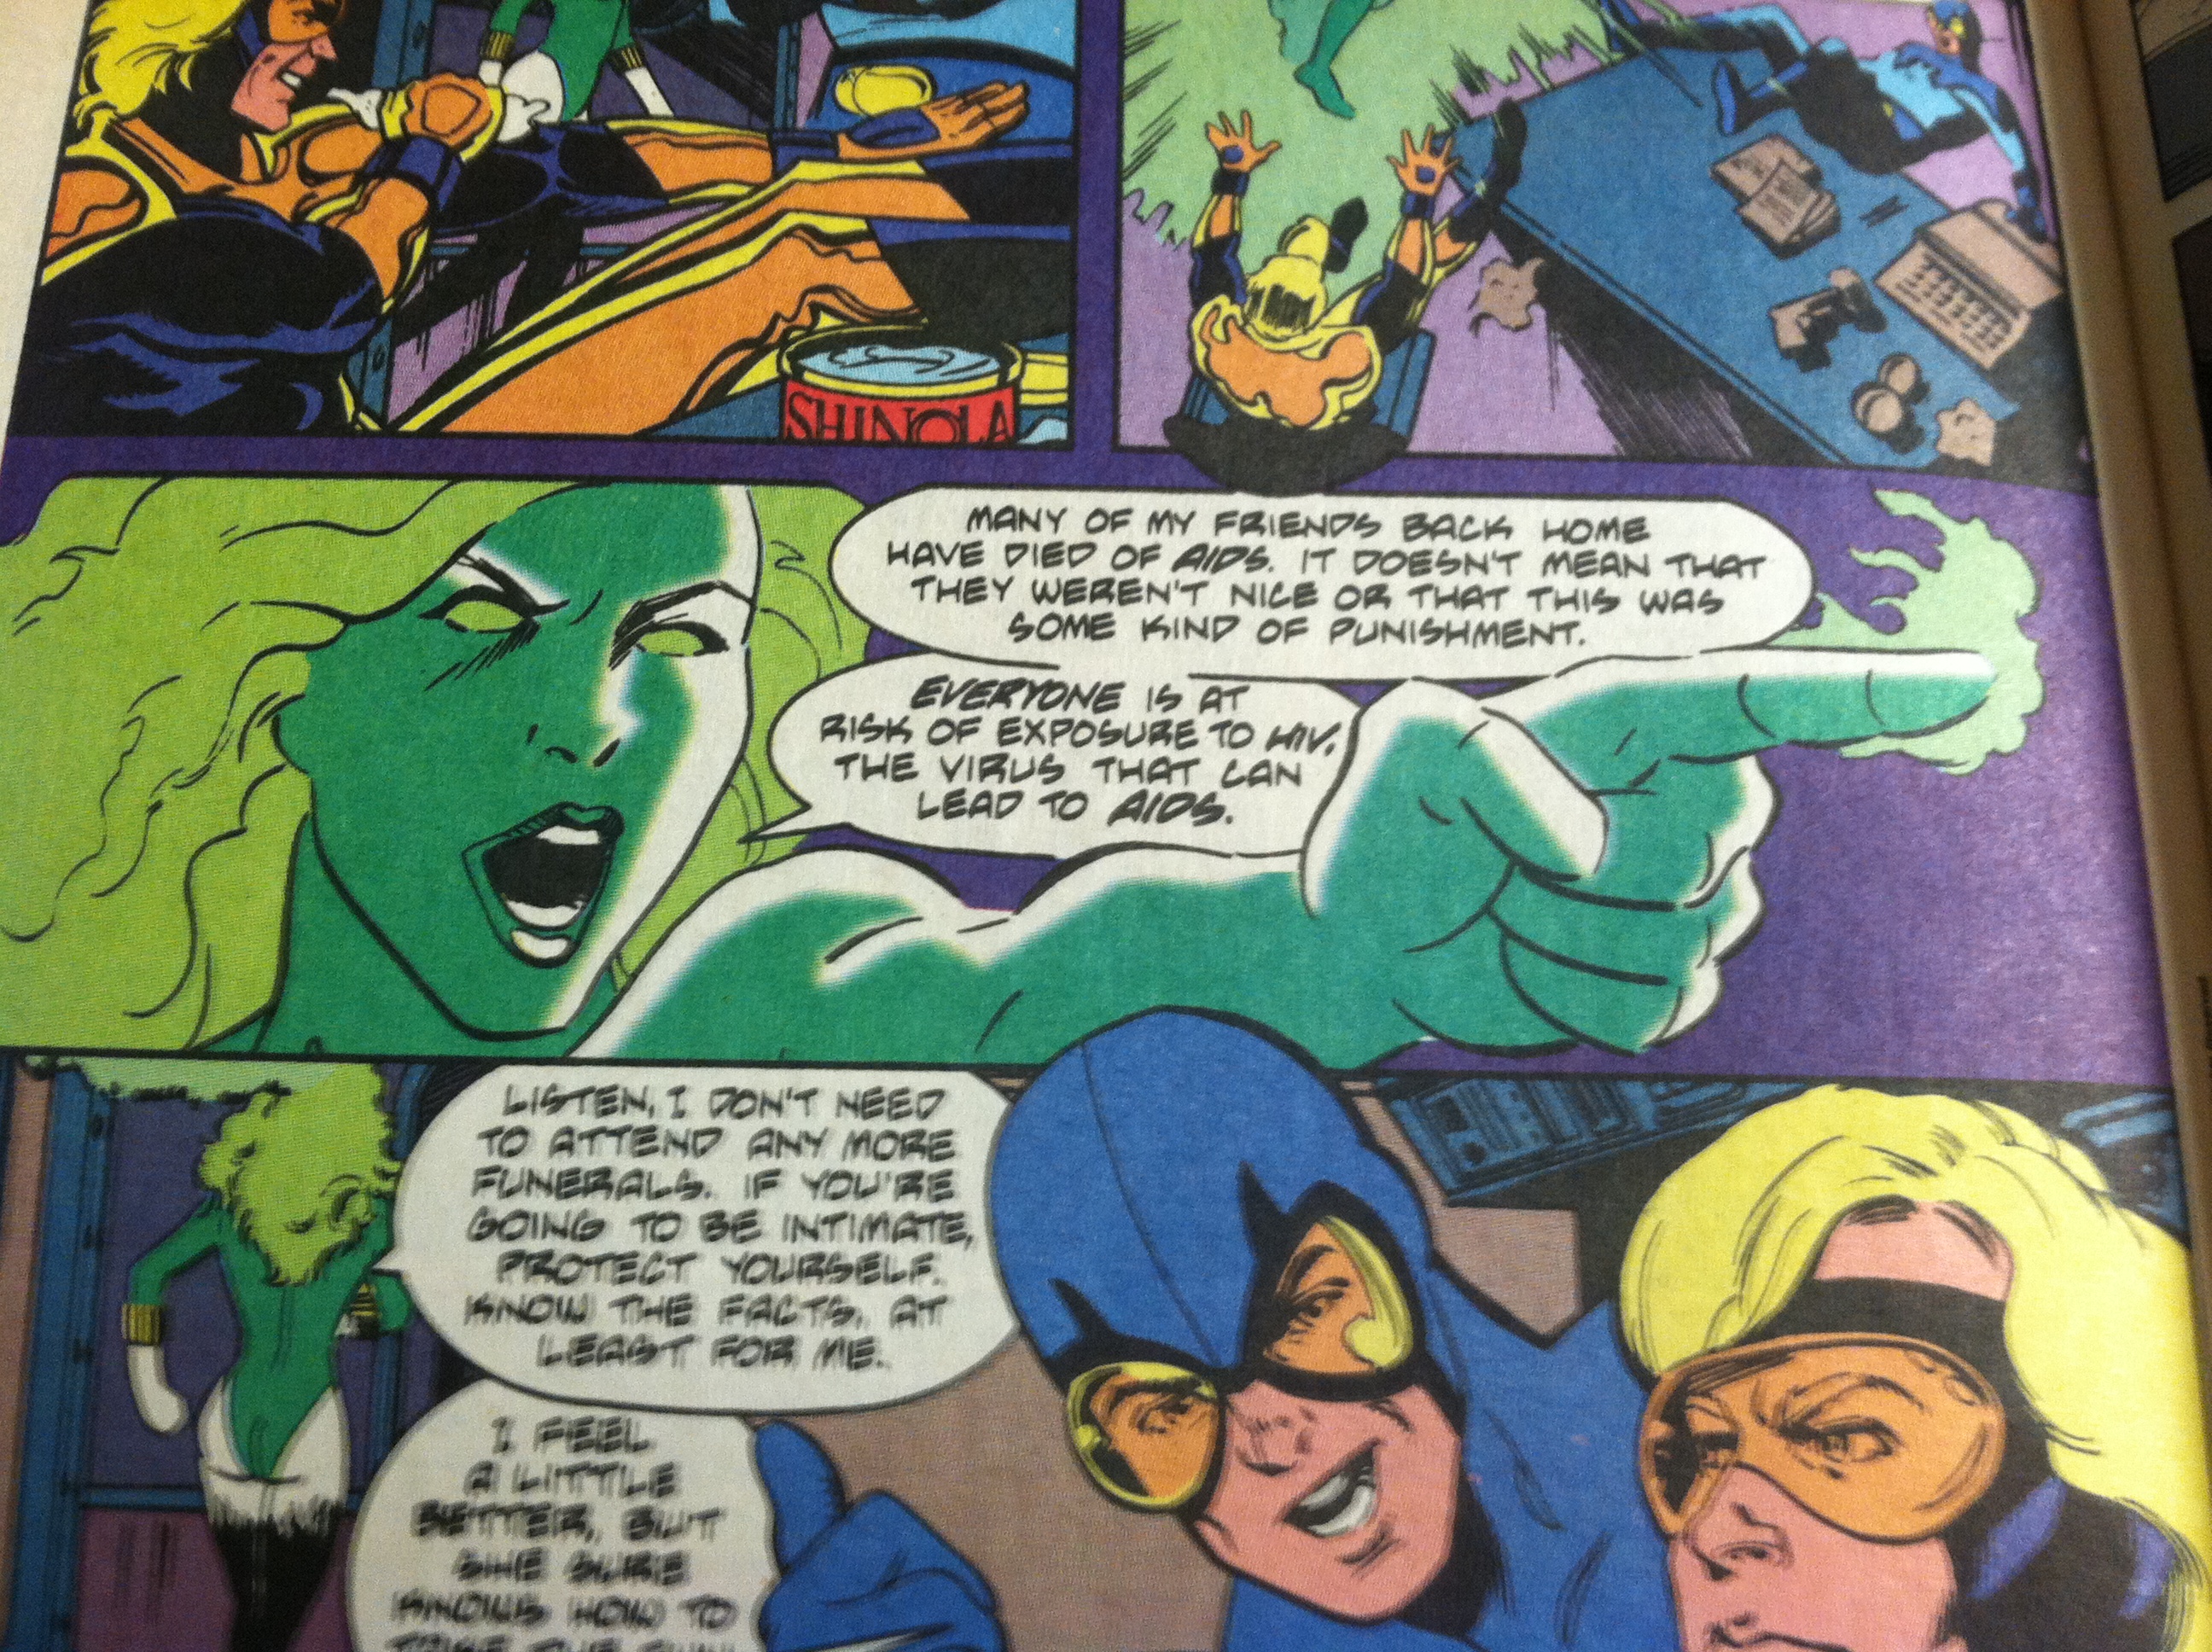 SHINOLA
MANY OF MY FRIENDS BACK HOME
HAVE DIED OF AIDS. IT DOESN'T MEAN THAT
THEY WEREN'T NICE OR THAT THIS WAS
SOME KIND OF PUNISHMENT.
EVERYONE IS AT
RISK OF EXPOSURE TO HIV,
THE VIRUS THAT CAN
LEAD TO AIDS.
LISTEN, I DON'T NEED
TO ATTEND ANY MORE
FUNERALS. IF YOU'RE
GOING TO BE INTIMATE,
PROTECT YOURSELF.
KNOW THE FACTS. AT
LEAST FOR ME.
I FEEL
A LITTLE
BETTER, BUT
SHE SURE
KNOWS HOW TO
TAKE THE FUN